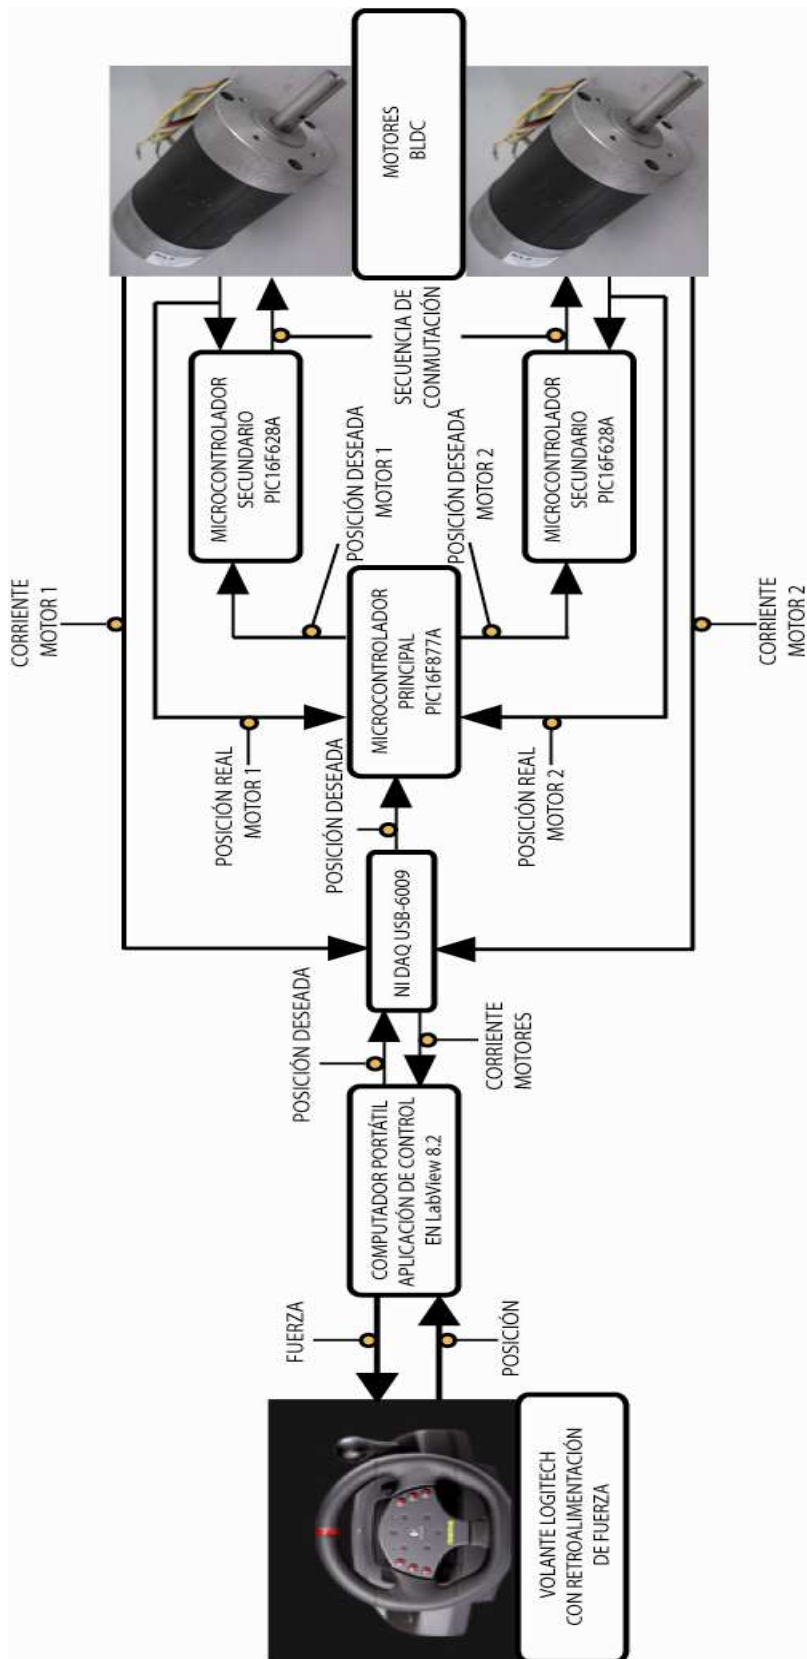 VOLANTE LOGITECH
CON RETROALIMENTACIÓN
DE FUERZA
FUERZA
POSICIÓN
COMPUTADOR PORTÁTIL
APLICACIÓN DE CONTROL
EN LabView 8.2
POSICIÓN DESEADA
CORRIENTE
MOTORES
NI DAQ USB-6009
POSICIÓN DESEADA
CORRIENTE
MOTOR 1
POSICIÓN REAL
MOTOR 1
MICROCONTROLADOR
PRINCIPAL
PIC16F877A
POSICIÓN REAL
MOTOR 2
CORRIENTE
MOTOR 2
POSICIÓN DESEADA
MOTOR 1
POSICIÓN DESEADA
MOTOR 2
MICROCONTROLADOR
SECUNDARIO
PIC16F628A
SECUENCIA DE
CONMUTACIÓN
MICROCONTROLADOR
SECUNDARIO
PIC16F628A
MOTORES
BLDC